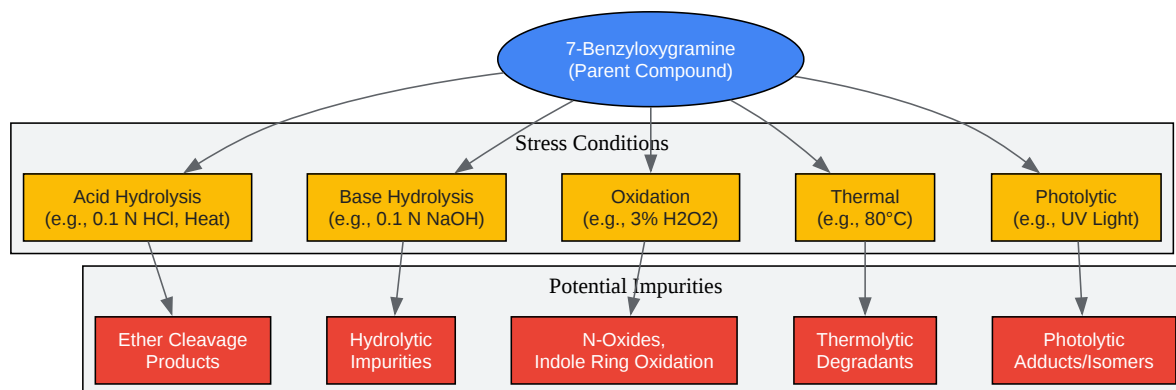 7-Benzyloxygramine
(Parent Compound)
Stress Conditions
Acid Hydrolysis
(e.g., 0.1 N HCl, Heat)
Base Hydrolysis
(e.g., 0.1 N NaOH)
Oxidation
(e.g., 3% H2O2)
Thermal
(e.g., 80°C)
Photolytic
(e.g., UV Light)
Potential Impurities
Ether Cleavage
Products
Hydrolytic
Impurities
N-Oxides,
Indole Ring Oxidation
Thermolytic
Degradants
Photolytic
Adducts/Isomers